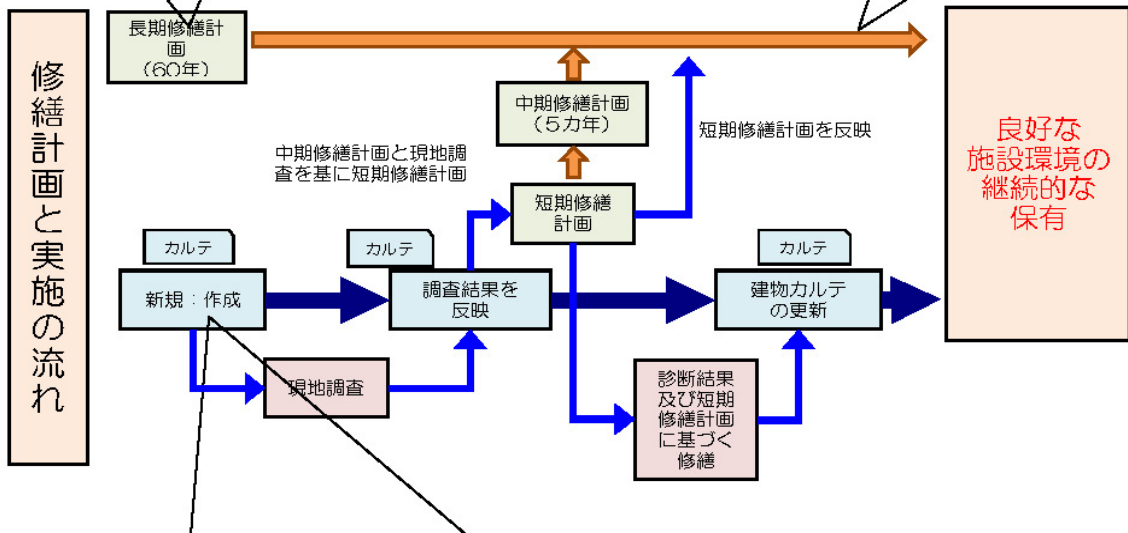 修繕計画と実施の流れ
長期修繕計
画
(60年)
中期修繕計画
(5カ年)
短期修繕計画を反映
中期修繕計画と現地調
査を基に短期修繕計画
短期修繕
計画
良好な
施設環境の
継続的な
保有
カルテ
カルテ
カルテ
新規:作成
調査結果を
反映
建物カルテ
の更新
現地調査
診断結果
及び短期
修繕計画
に基づく
修繕